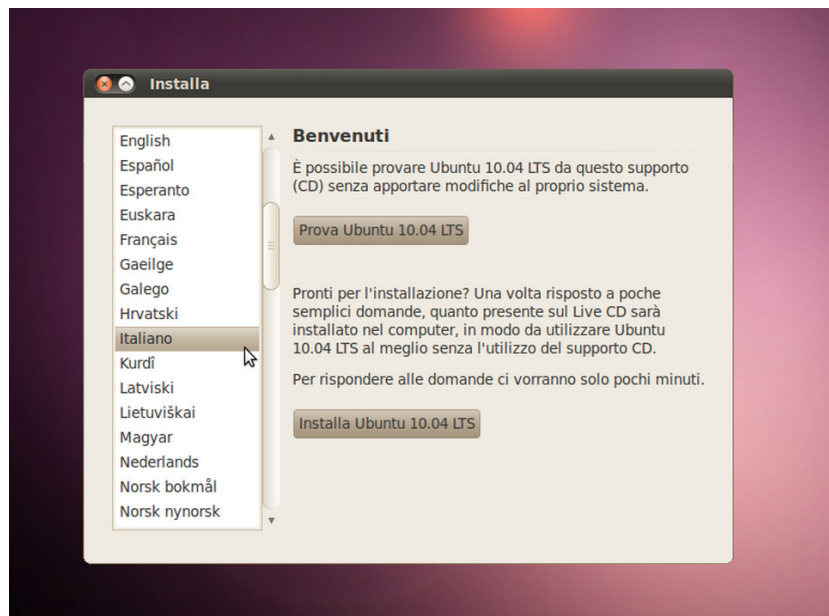 Installa
English
Español
Esperanto
Euskara
Français
Gaeilge
Galego
Hrvatski
Italiano
Kurdî
Latviski
Lietuviškai
Magyar
Nederlands
Norsk bokmål
Norsk nynorsk
Benvenuti
È possibile provare Ubuntu 10.04 LTS da questo supporto
(CD) senza apportare modifiche al proprio sistema.
Prova Ubuntu 10.04 LTS
Pronti per l'installazione? Una volta risposto a poche
semplici domande, quanto presente sul Live CD sarà
installato nel computer, in modo da utilizzare Ubuntu
10.04 LTS al meglio senza l'utilizzo del supporto CD.
Per rispondere alle domande ci vorranno solo pochi minuti.
Installa Ubuntu 10.04 LTS